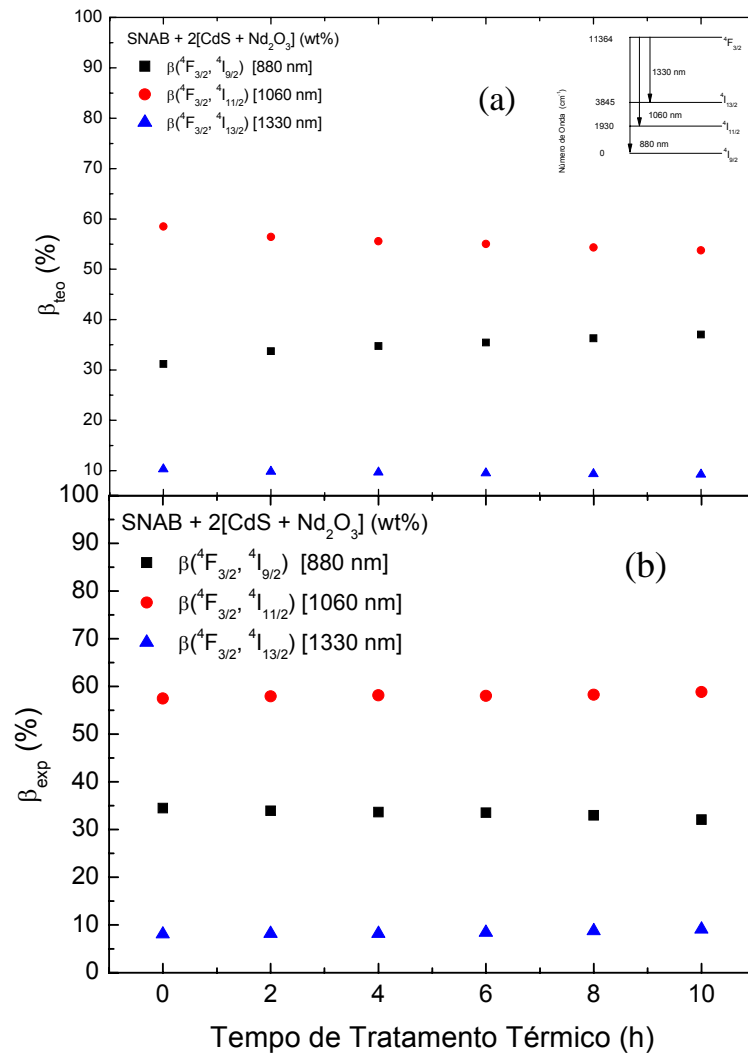 100
90
80
70
60
50
40
30
20
10
β_teo (%)
SNAB + 2[CdS + Nd₂O₃] (wt%)
β(⁴F₃/₂, ⁴I₉/₂) [880 nm]
β(⁴F₃/₂, ⁴I₁₁/₂) [1060 nm]
β(⁴F₃/₂, ⁴I₁₃/₂) [1330 nm]
(a)
Número de Onda (cm⁻¹)
11364
⁴F₃/₂
1330 nm
3845
⁴I₁₃/₂
1060 nm
1930
⁴I₁₁/₂
880 nm
0
⁴I₉/₂
100
90
80
70
60
50
40
30
20
10
0
β_exp (%)
SNAB + 2[CdS + Nd₂O₃] (wt%)
β(⁴F₃/₂, ⁴I₉/₂) [880 nm]
β(⁴F₃/₂, ⁴I₁₁/₂) [1060 nm]
β(⁴F₃/₂, ⁴I₁₃/₂) [1330 nm]
(b)
0 2 4 6 8 10
Tempo de Tratamento Térmico (h)